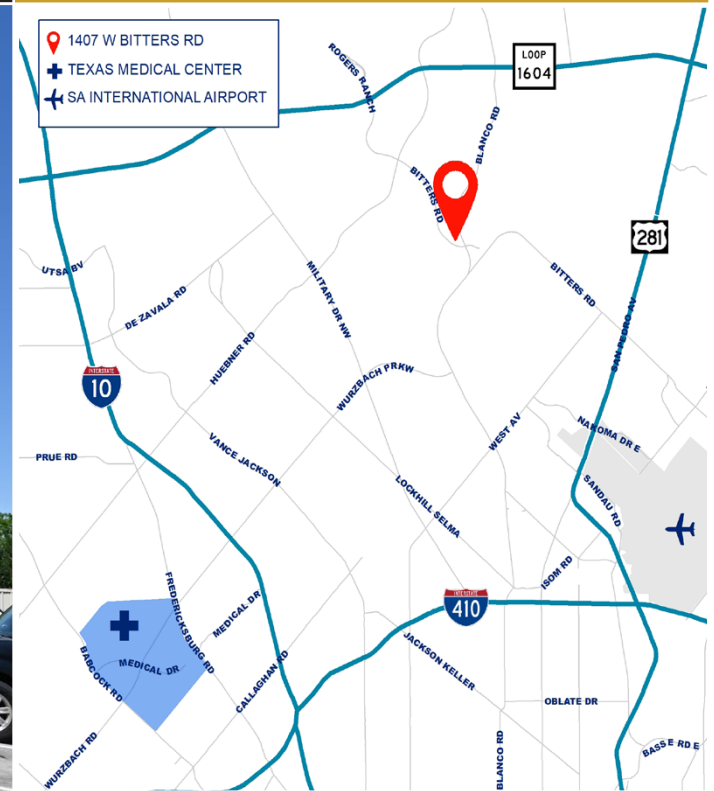 1407 W BITTERS RD
TEXAS MEDICAL CENTER
SA INTERNATIONAL AIRPORT
ROGERS RANCH
LOOP
1604
BLANCO RD
BITTERS RD
281
UTSA BV
BITTERS RD
DE ZAVALA RD
MILITARY DR NW
SAN PEDRO AV
HUEBNER RD
INTERSTATE
10
WURZBACH PRKW
WEST AV
NAKOMA DR E
VANCE JACKSON
PRUE RD
LOCKHILL SELMA
SANDAU RD
ISOM RD
FREDERICKSBURG RD
INTERSTATE
410
MEDICAL DR
MEDICAL DR
BABCOCK RD
CALLAGHAN RD
JACKSON KELLER
OBLATE DR
WURZBACH RD
BLANCO RD
BASSE RD E